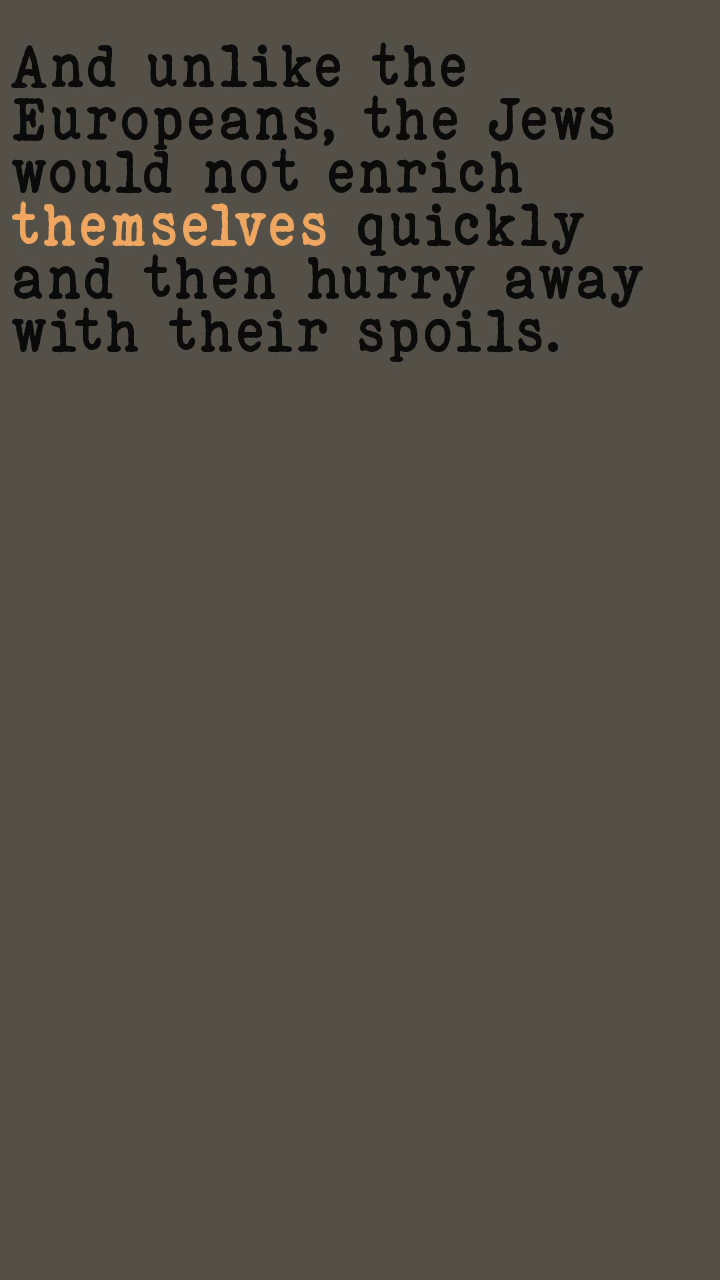 And unlike the
Europeans, the Jews
would not enrich
themselves quickly
and then hurry away
with their spoils.